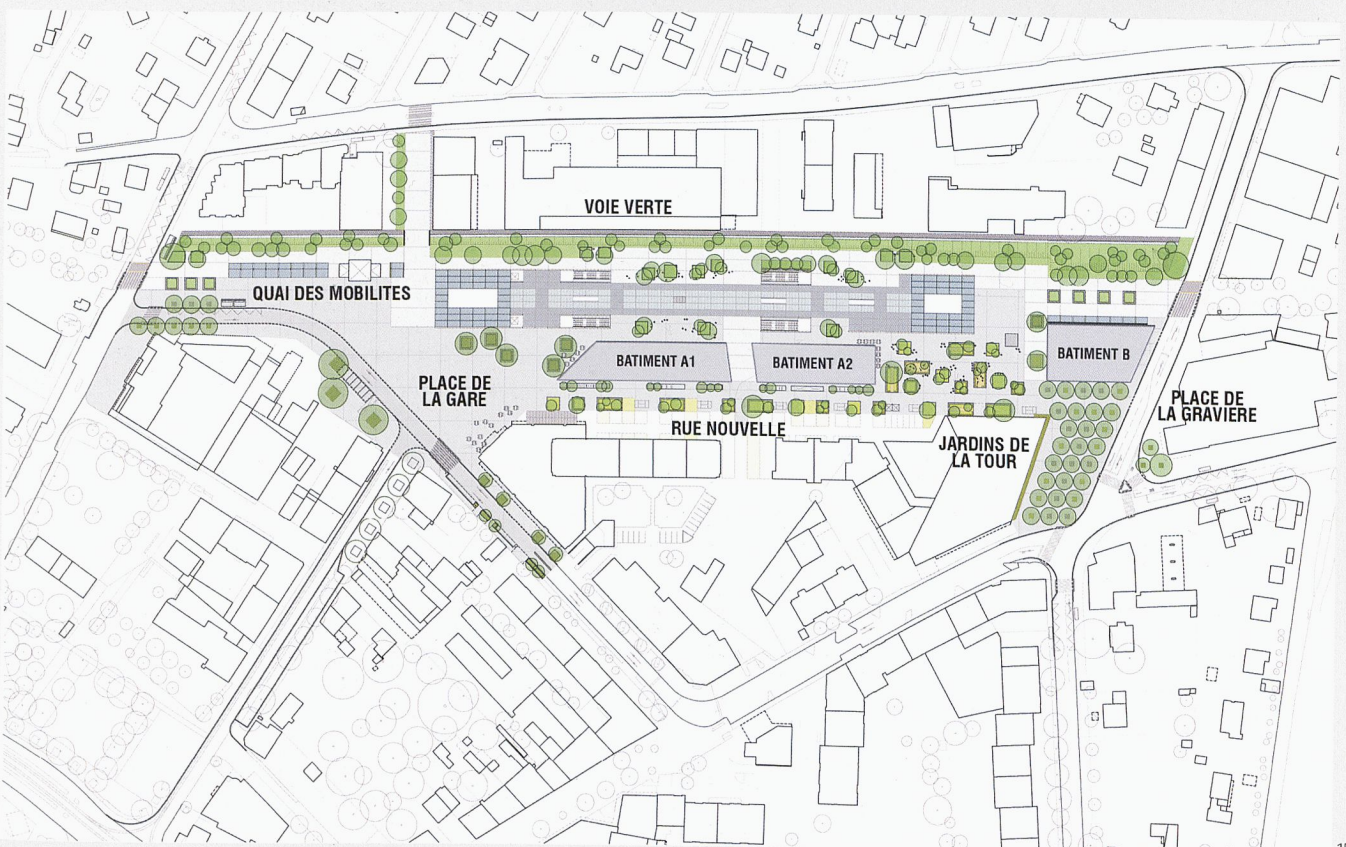 VOIE VERTE
QUAI DES MOBILITES
BATIMENT A1
BATIMENT A2
BATIMENT B
PLACE DE
LA GARE
RUE NOUVELLE
JARDINS DE
LA TOUR
PLACE DE
LA GRAVIERE